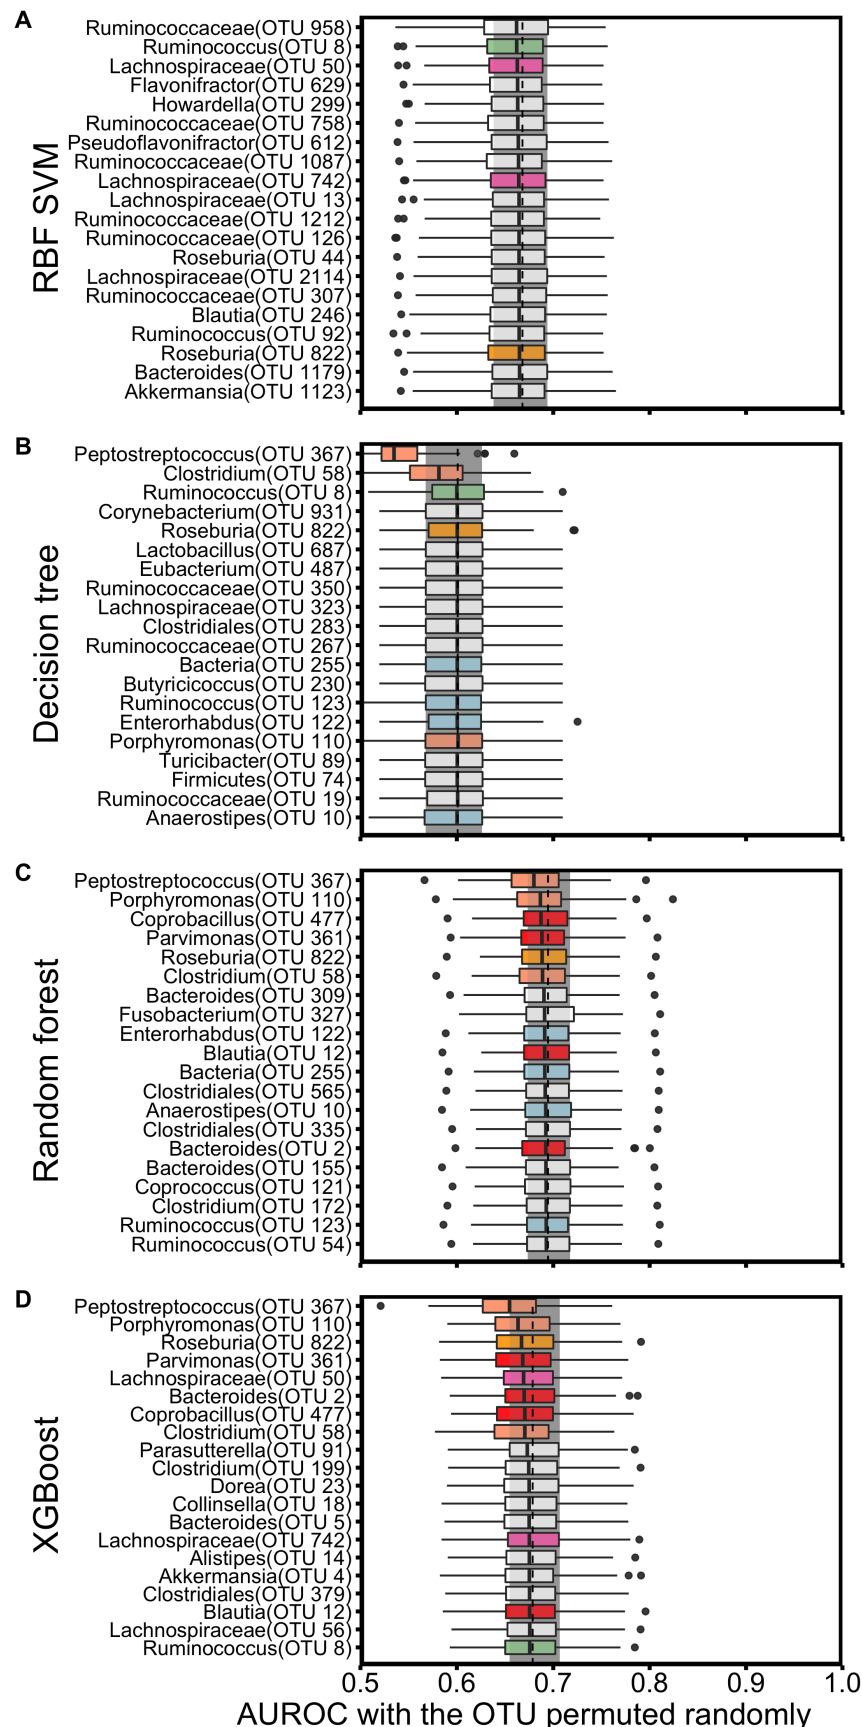 A
RBF SVM
Ruminococcaceae(OTU 958)
Ruminococcus(OTU 8)
Lachnospiraceae(OTU 50)
Flavonifractor(OTU 629)
Howardella(OTU 299)
Ruminococcaceae(OTU 758)
Pseudoflavonifractor(OTU 612)
Ruminococcaceae(OTU 1087)
Lachnospiraceae(OTU 742)
Lachnospiraceae(OTU 13)
Ruminococcaceae(OTU 1212)
Ruminococcaceae(OTU 126)
Roseburia(OTU 44)
Lachnospiraceae(OTU 2114)
Ruminococcaceae(OTU 307)
Blautia(OTU 246)
Ruminococcus(OTU 92)
Roseburia(OTU 822)
Bacteroides(OTU 1179)
Akkermansia(OTU 1123)
B
Decision tree
Peptostreptococcus(OTU 367)
Clostridium(OTU 58)
Ruminococcus(OTU 8)
Corynebacterium(OTU 931)
Roseburia(OTU 822)
Lactobacillus(OTU 687)
Eubacterium(OTU 487)
Ruminococcaceae(OTU 350)
Lachnospiraceae(OTU 323)
Clostridiales(OTU 283)
Ruminococcaceae(OTU 267)
Bacteria(OTU 255)
Butyricicoccus(OTU 230)
Ruminococcus(OTU 123)
Enterorhabdus(OTU 122)
Porphyromonas(OTU 110)
Turicibacter(OTU 89)
Firmicutes(OTU 74)
Ruminococcaceae(OTU 19)
Anaerostipes(OTU 10)
C
Random forest
Peptostreptococcus(OTU 367)
Porphyromonas(OTU 110)
Coprobacillus(OTU 477)
Parvimonas(OTU 361)
Roseburia(OTU 822)
Clostridium(OTU 58)
Bacteroides(OTU 309)
Fusobacterium(OTU 327)
Enterorhabdus(OTU 122)
Blautia(OTU 12)
Bacteria(OTU 255)
Clostridiales(OTU 565)
Anaerostipes(OTU 10)
Clostridiales(OTU 335)
Bacteroides(OTU 2)
Bacteroides(OTU 155)
Coprococcus(OTU 121)
Clostridium(OTU 172)
Ruminococcus(OTU 123)
Ruminococcus(OTU 54)
D
XGBoost
Peptostreptococcus(OTU 367)
Porphyromonas(OTU 110)
Roseburia(OTU 822)
Parvimonas(OTU 361)
Lachnospiraceae(OTU 50)
Bacteroides(OTU 2)
Coprobacillus(OTU 477)
Clostridium(OTU 58)
Parasutterella(OTU 91)
Clostridium(OTU 199)
Dorea(OTU 23)
Collinsella(OTU 18)
Bacteroides(OTU 5)
Lachnospiraceae(OTU 742)
Alistipes(OTU 14)
Akkermansia(OTU 4)
Clostridiales(OTU 379)
Blautia(OTU 12)
Lachnospiraceae(OTU 56)
Ruminococcus(OTU 8)
0.5 0.6 0.7 0.8 0.9 1.0
AUROC with the OTU permuted randomly